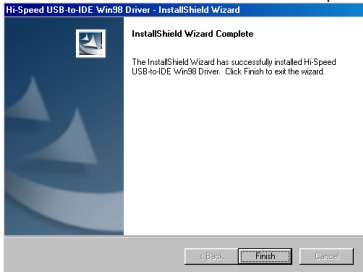 Hi-Speed USB-to-IDE Win98 Driver - InstallShield Wizard
InstallShield Wizard Complete
The InstallShield Wizard has successfully installed Hi-Speed
USB-to-IDE Win98 Driver. Click Finish to exit the wizard.
< Back Finish Cancel